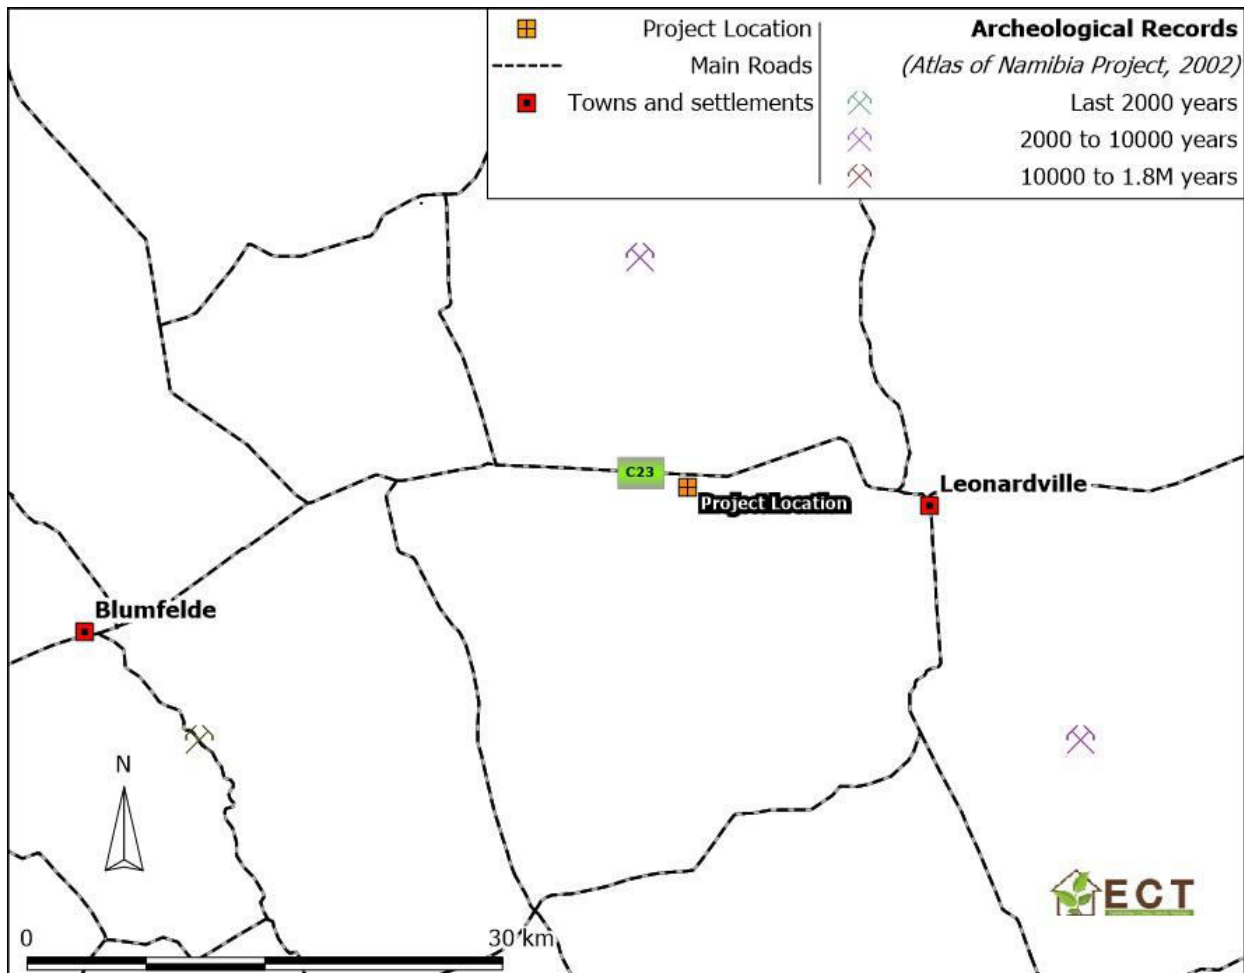 Project Location
Archeological Records
Main Roads
(Atlas of Namibia Project, 2002)
Towns and settlements
Last 2000 years
2000 to 10000 years
10000 to 1.8M years
C23
Project Location
Leonardville
Blumfelde
N
ECT
0
30 km